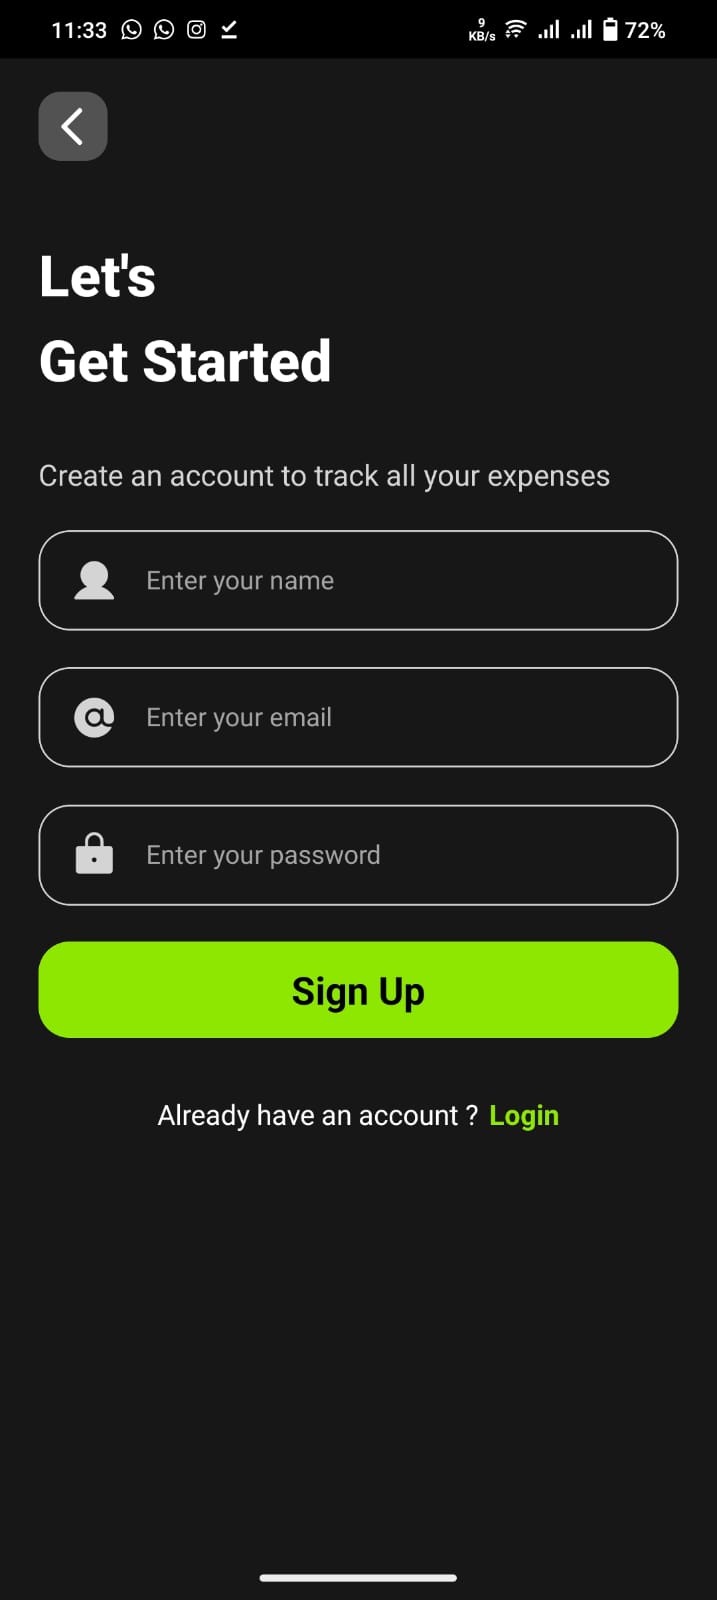 11:33 9 KB/s 72%
Let's
Get Started
Create an account to track all your expenses
Enter your name
Enter your email
Enter your password
Sign Up
Already have an account ? Login